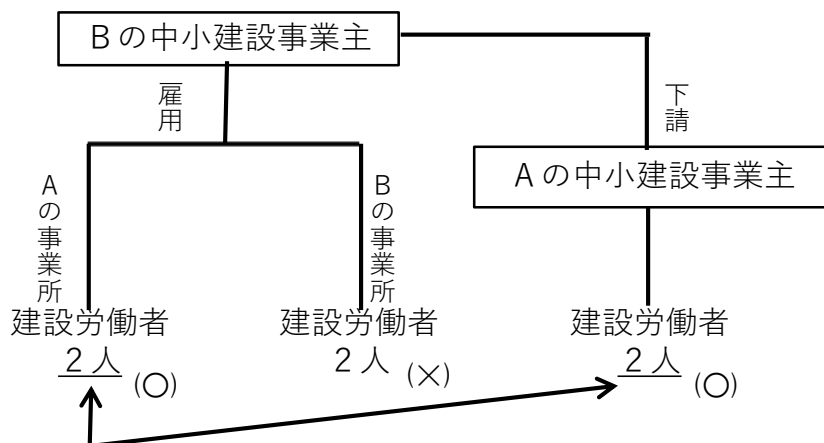 Bの中小建設事業主
雇用
下請
Aの中小建設事業主
Aの事業所
Bの事業所
建設労働者
2人 (〇)
建設労働者
2人 (×)
建設労働者
2人 (〇)